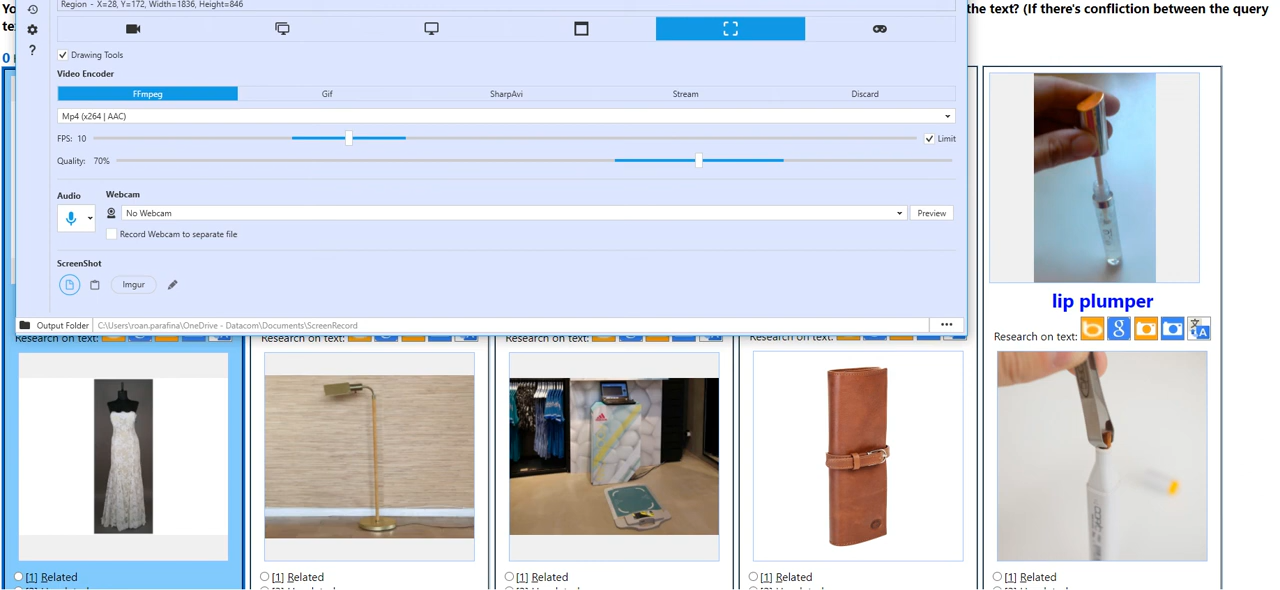 Yo
the text? (If there's confliction between the query
te
0
Region - X=28, Y=172, Width=1836, Height=846
?
Drawing Tools
Video Encoder
FFmpeg
Gif
SharpAvi
Stream
Discard
Mp4 (x264 | AAC)
FPS: 10
Limit
Quality: 70%
Audio
Webcam
No Webcam
Preview
Record Webcam to separate file
ScreenShot
Imgur
Output Folder
C:\Users\roan.parafina\OneDrive - Datacom\Documents\ScreenRecord
...
lip plumper
Research on text:
Research on text:
Research on text:
Research on text:
Research on text:
[1] Related
[1] Related
[1] Related
[1] Related
[1] Related